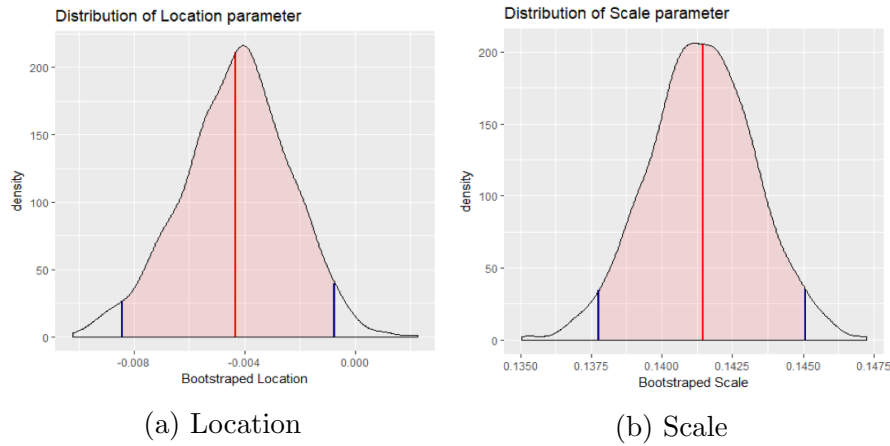 Distribution of Location parameter
density
200
150
100
50
0
-0.008
-0.004
0.000
Bootstraped Location
(a) Location
Distribution of Scale parameter
density
200
150
100
50
0
0.1350
0.1375
0.1400
0.1425
0.1450
0.1475
Bootstraped Scale
(b) Scale